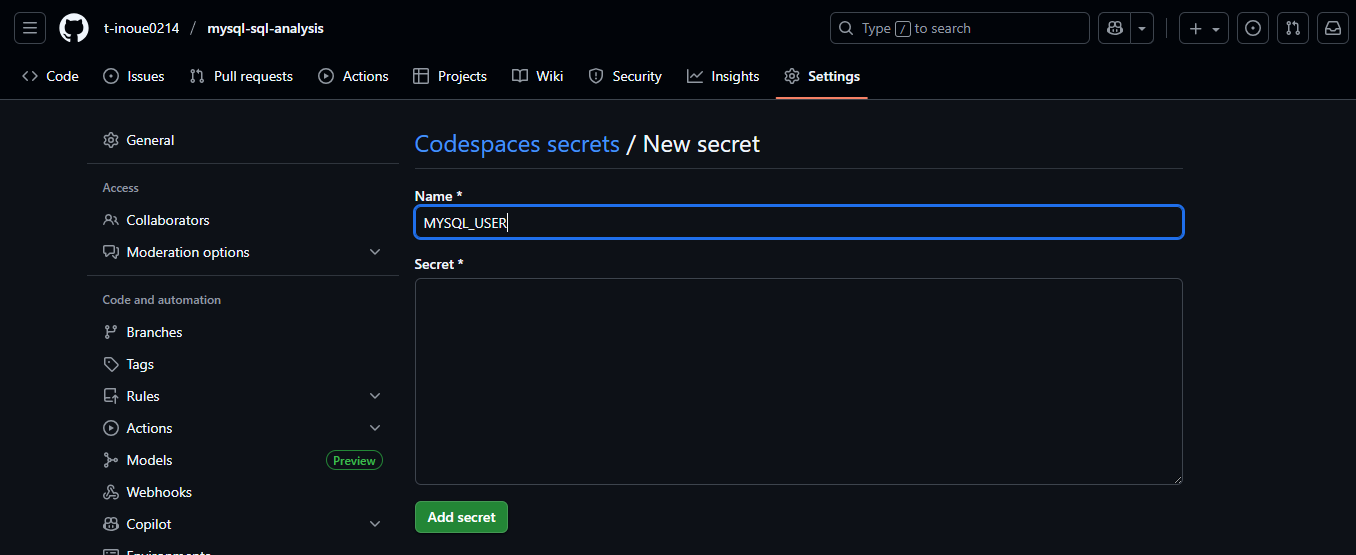 t-inoue0214 / mysql-sql-analysis
Type / to search
Code Issues Pull requests Actions Projects Wiki Security Insights Settings
General
Access
Collaborators
Moderation options
Code and automation
Branches
Tags
Rules
Actions
Models Preview
Webhooks
Copilot
Environments
Codespaces secrets / New secret
Name *
MYSQL_USER
Secret *
Add secret